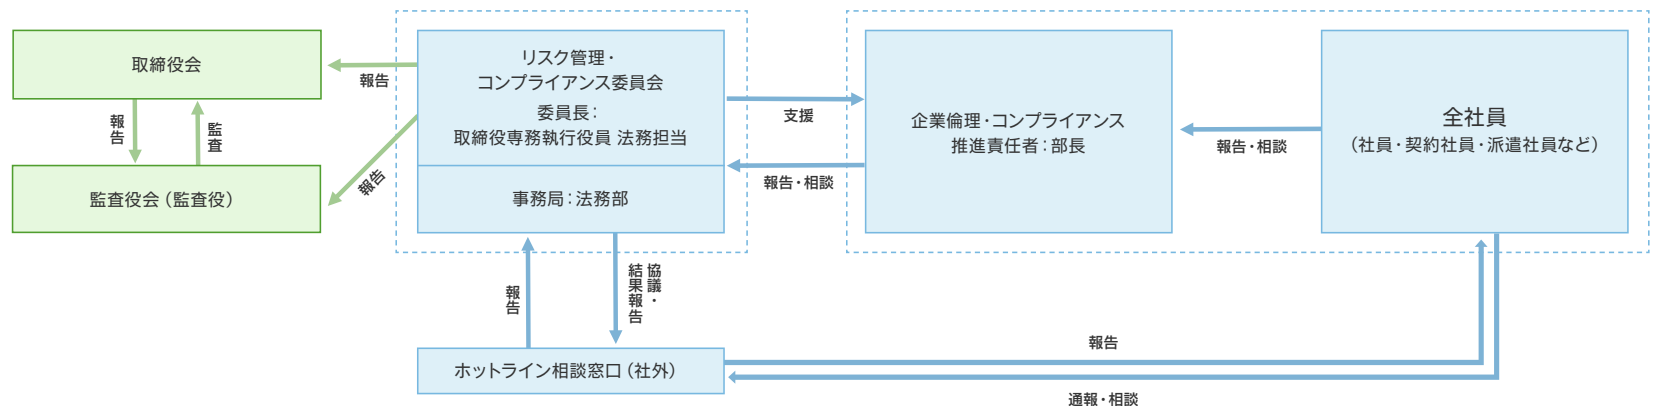 取締役会
報告
監査
監査役会（監査役）
報告
報告
リスク管理・
コンプライアンス委員会
委員長：
取締役専務執行役員 法務担当
事務局：法務部
支援
報告・相談
企業倫理・コンプライアンス
推進責任者：部長
報告・相談
全社員
（社員・契約社員・派遣社員など）
報告
協議・
結果報告
ホットライン相談窓口（社外）
報告
通報・相談